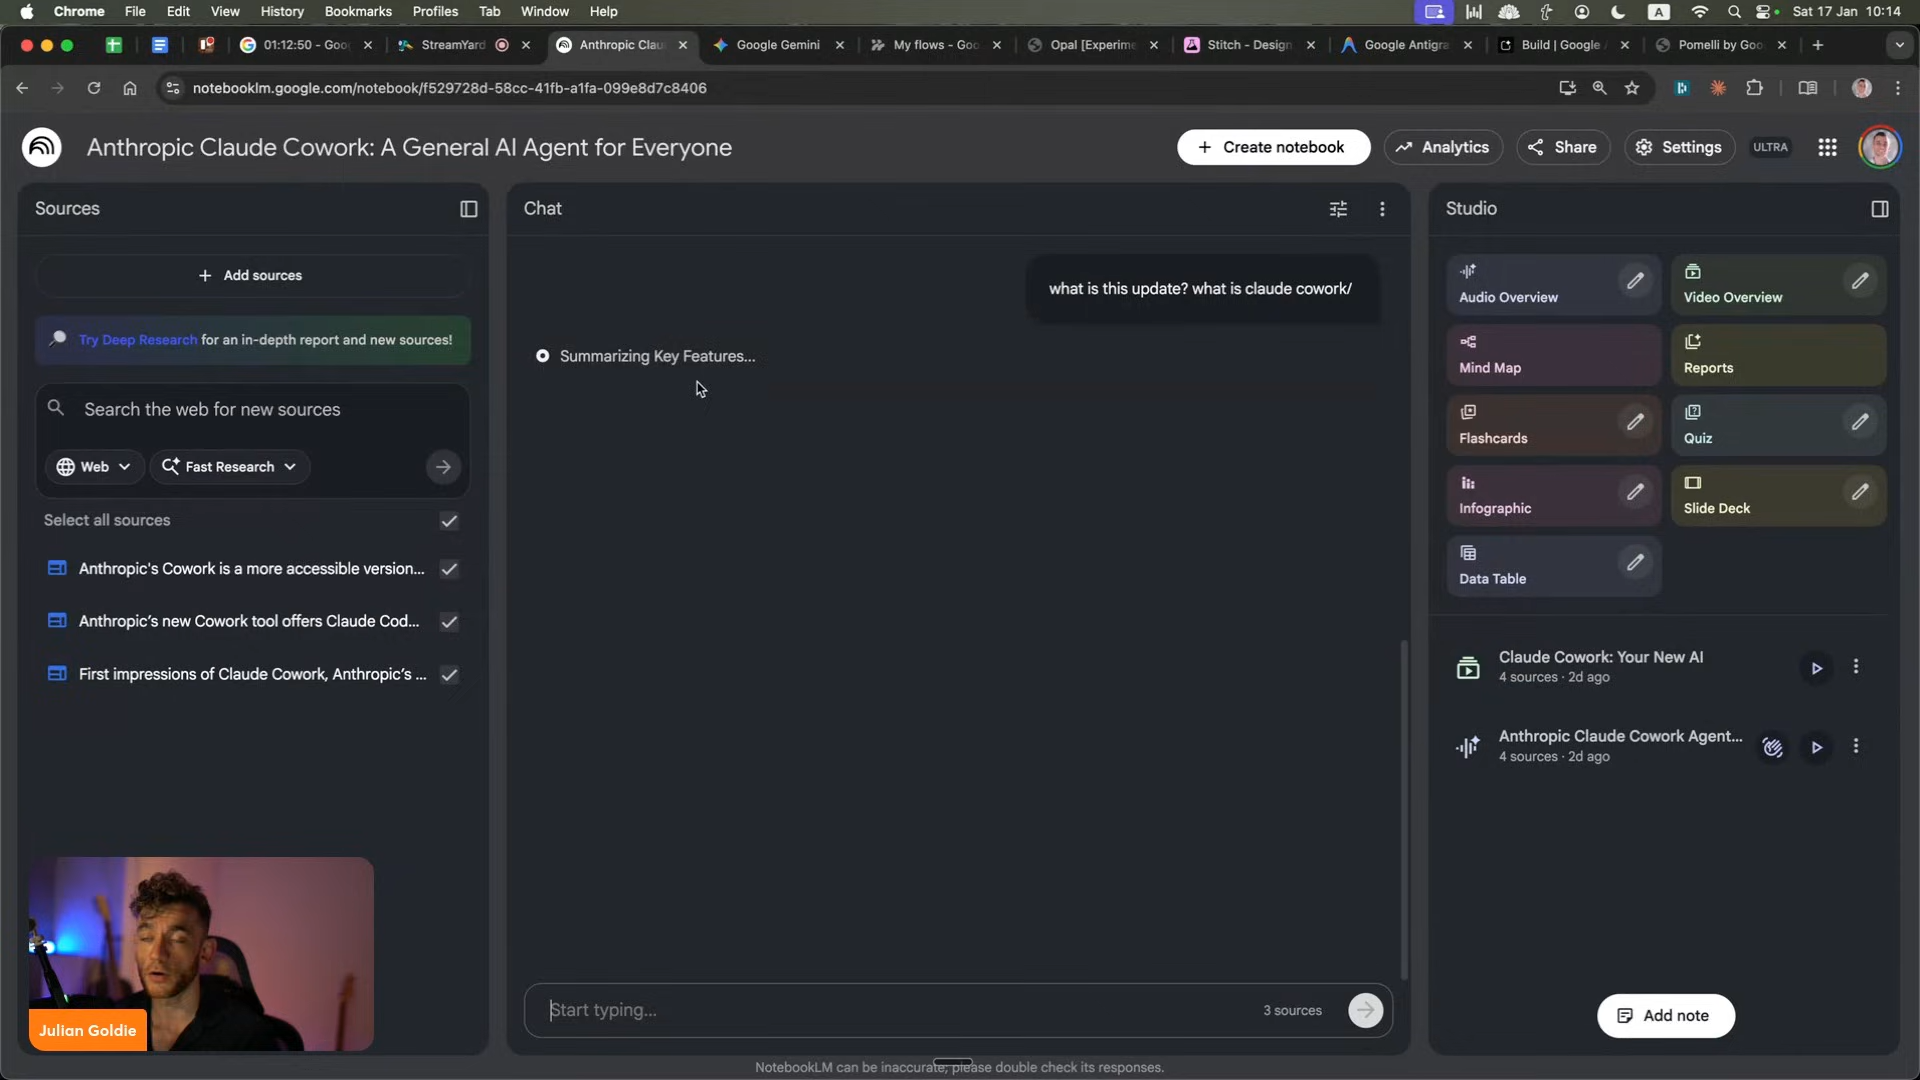 Chrome File Edit View History Bookmarks Profiles Tab Window Help
A Sat 17 Jan 10:14
01:12:50 - Goo
StreamYard
Anthropic Clau
Google Gemini
My flows - Goo
Opal [Experime
Stitch - Design
Google Antigra
Build | Google
Pomelli by Goo
notebooklm.google.com/notebook/f529728d-58cc-41fb-a1fa-099e8d7c8406
Anthropic Claude Cowork: A General AI Agent for Everyone
Create notebook
Analytics
Share
Settings
ULTRA
Sources
Add sources
Try Deep Research for an in-depth report and new sources!
Search the web for new sources
Web
Fast Research
Select all sources
Anthropic's Cowork is a more accessible version...
Anthropic's new Cowork tool offers Claude Cod...
First impressions of Claude Cowork, Anthropic's ...
Julian Goldie
Chat
what is this update? what is claude cowork/
Summarizing Key Features...
Start typing...
3 sources
NotebookLM can be inaccurate; please double check its responses.
Studio
Audio Overview
Video Overview
Mind Map
Reports
Flashcards
Quiz
Infographic
Slide Deck
Data Table
Claude Cowork: Your New AI
4 sources · 2d ago
Anthropic Claude Cowork Agent...
4 sources · 2d ago
Add note